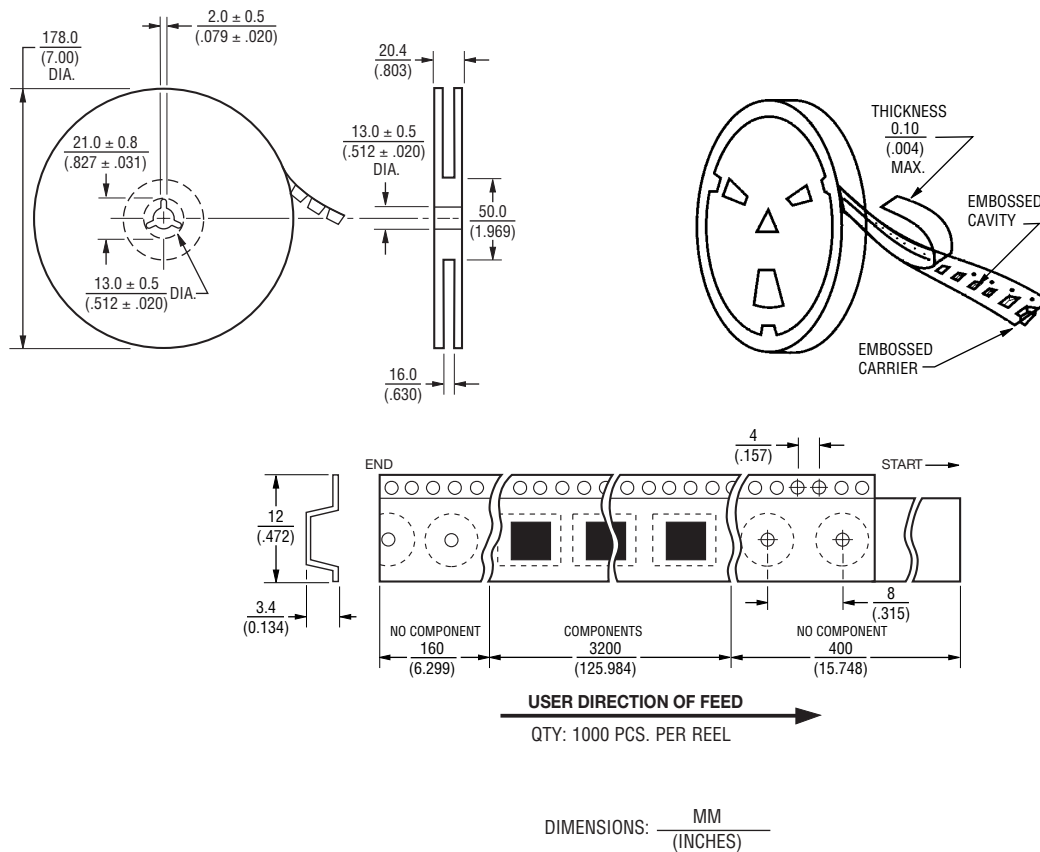 2.0 ± 0.5
(.079 ± .020)
178.0
(7.00)
DIA.
21.0 ± 0.8
(.827 ± .031)
13.0 ± 0.5
(.512 ± .020)
DIA.
20.4
(.803)
13.0 ± 0.5
(.512 ± .020)
DIA.
50.0
(1.969)
16.0
(.630)
THICKNESS
0.10
(.004)
MAX.
EMBOSSED
CAVITY
EMBOSSED
CARRIER
END
4
(.157)
START
12
(.472)
3.4
(0.134)
8
(.315)
NO COMPONENT
160
(6.299)
COMPONENTS
3200
(125.984)
NO COMPONENT
400
(15.748)
USER DIRECTION OF FEED
QTY: 1000 PCS. PER REEL
DIMENSIONS: MM
(INCHES)